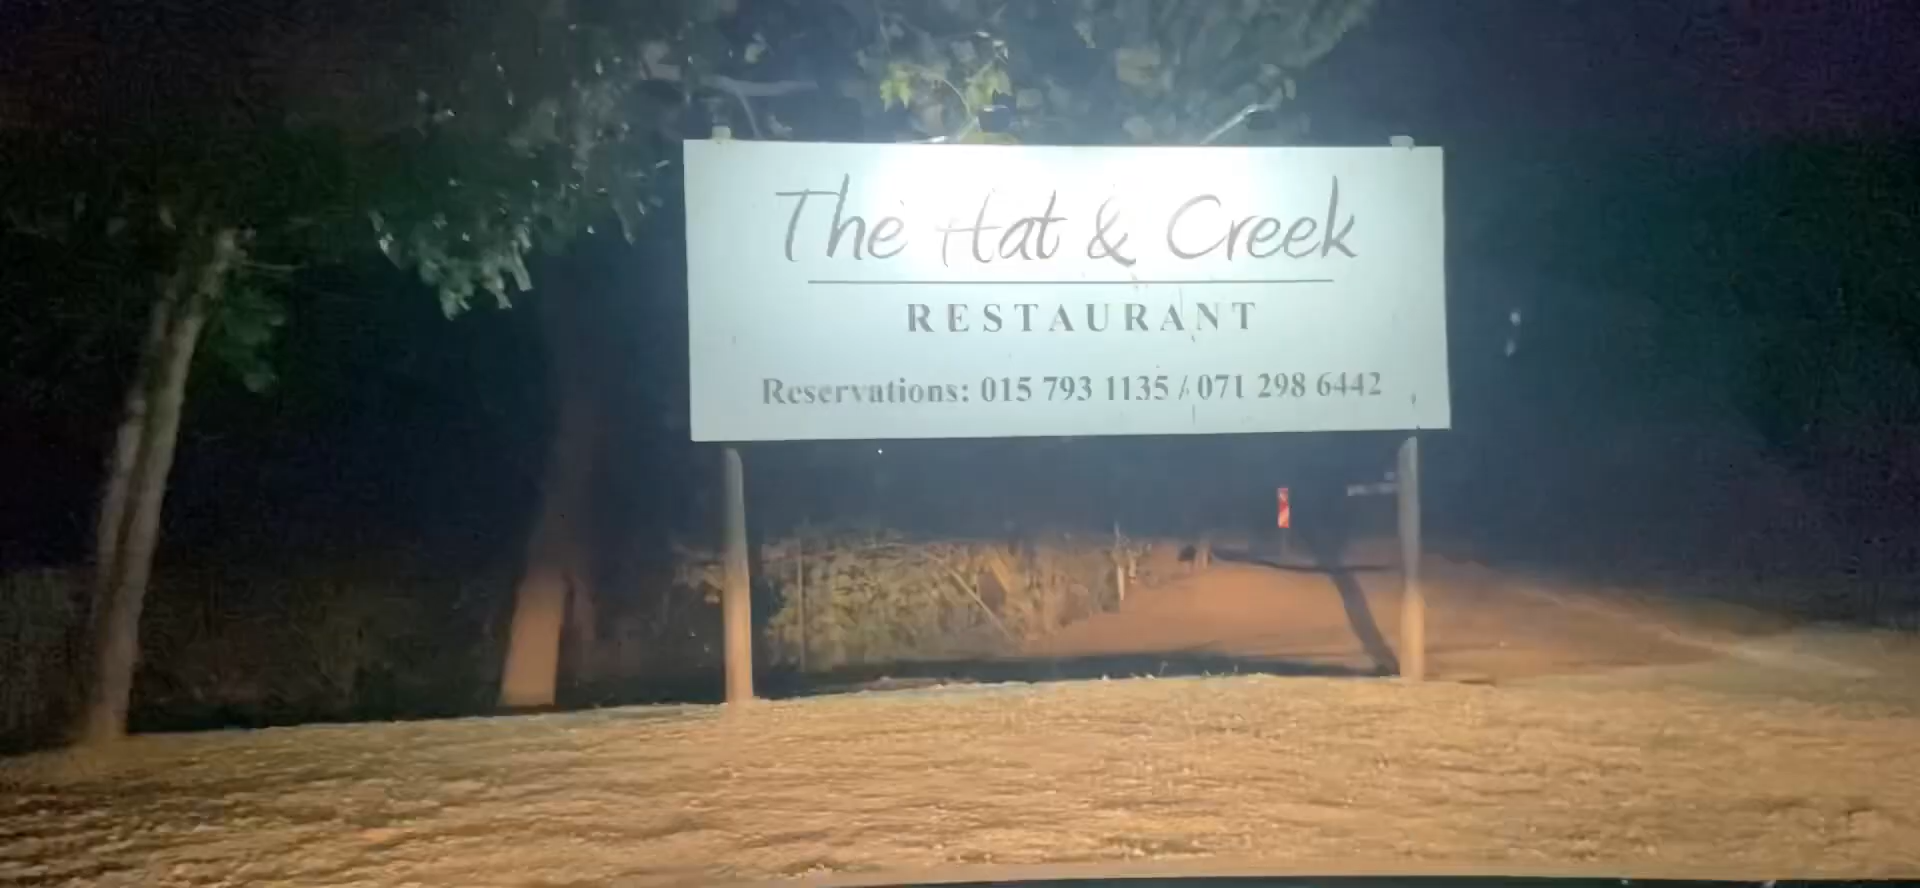 The Hat & Creek
RESTAURANT
Reservations: 015 793 1135 / 071 298 6442